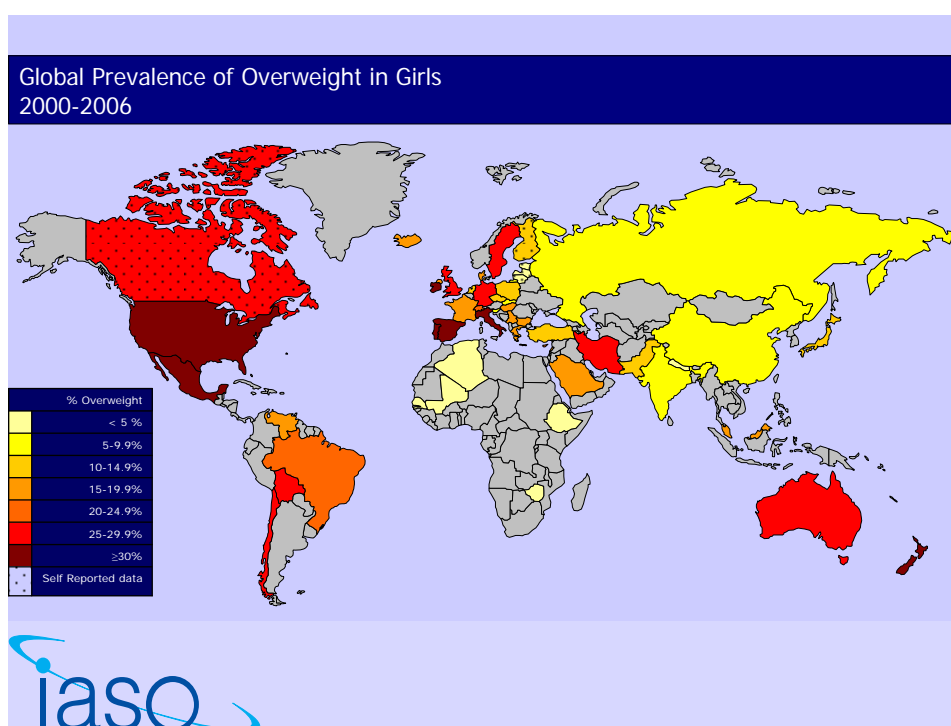 Global Prevalence of Overweight in Girls
2000-2006
% Overweight
< 5 %
5-9.9%
10-14.9%
15-19.9%
20-24.9%
25-29.9%
≥30%
Self Reported data
iaso